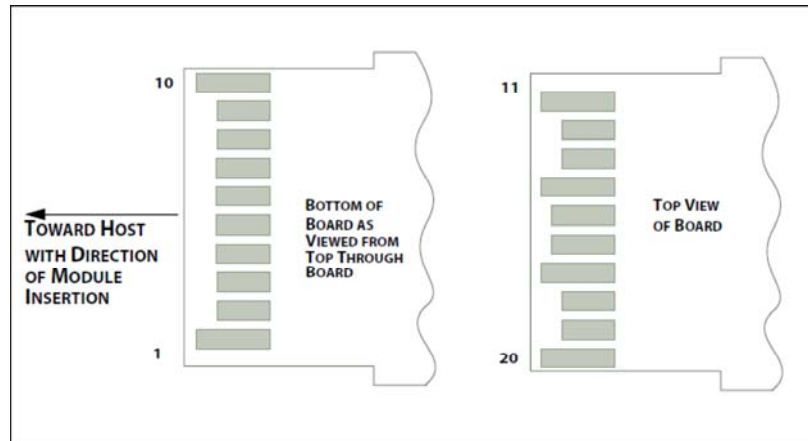 10
BOTTOM OF
BOARD AS
VIEWED FROM
TOP THROUGH
BOARD
1
TOWARD HOST
WITH DIRECTION
OF MODULE
INSERTION
11
TOP VIEW
OF BOARD
20